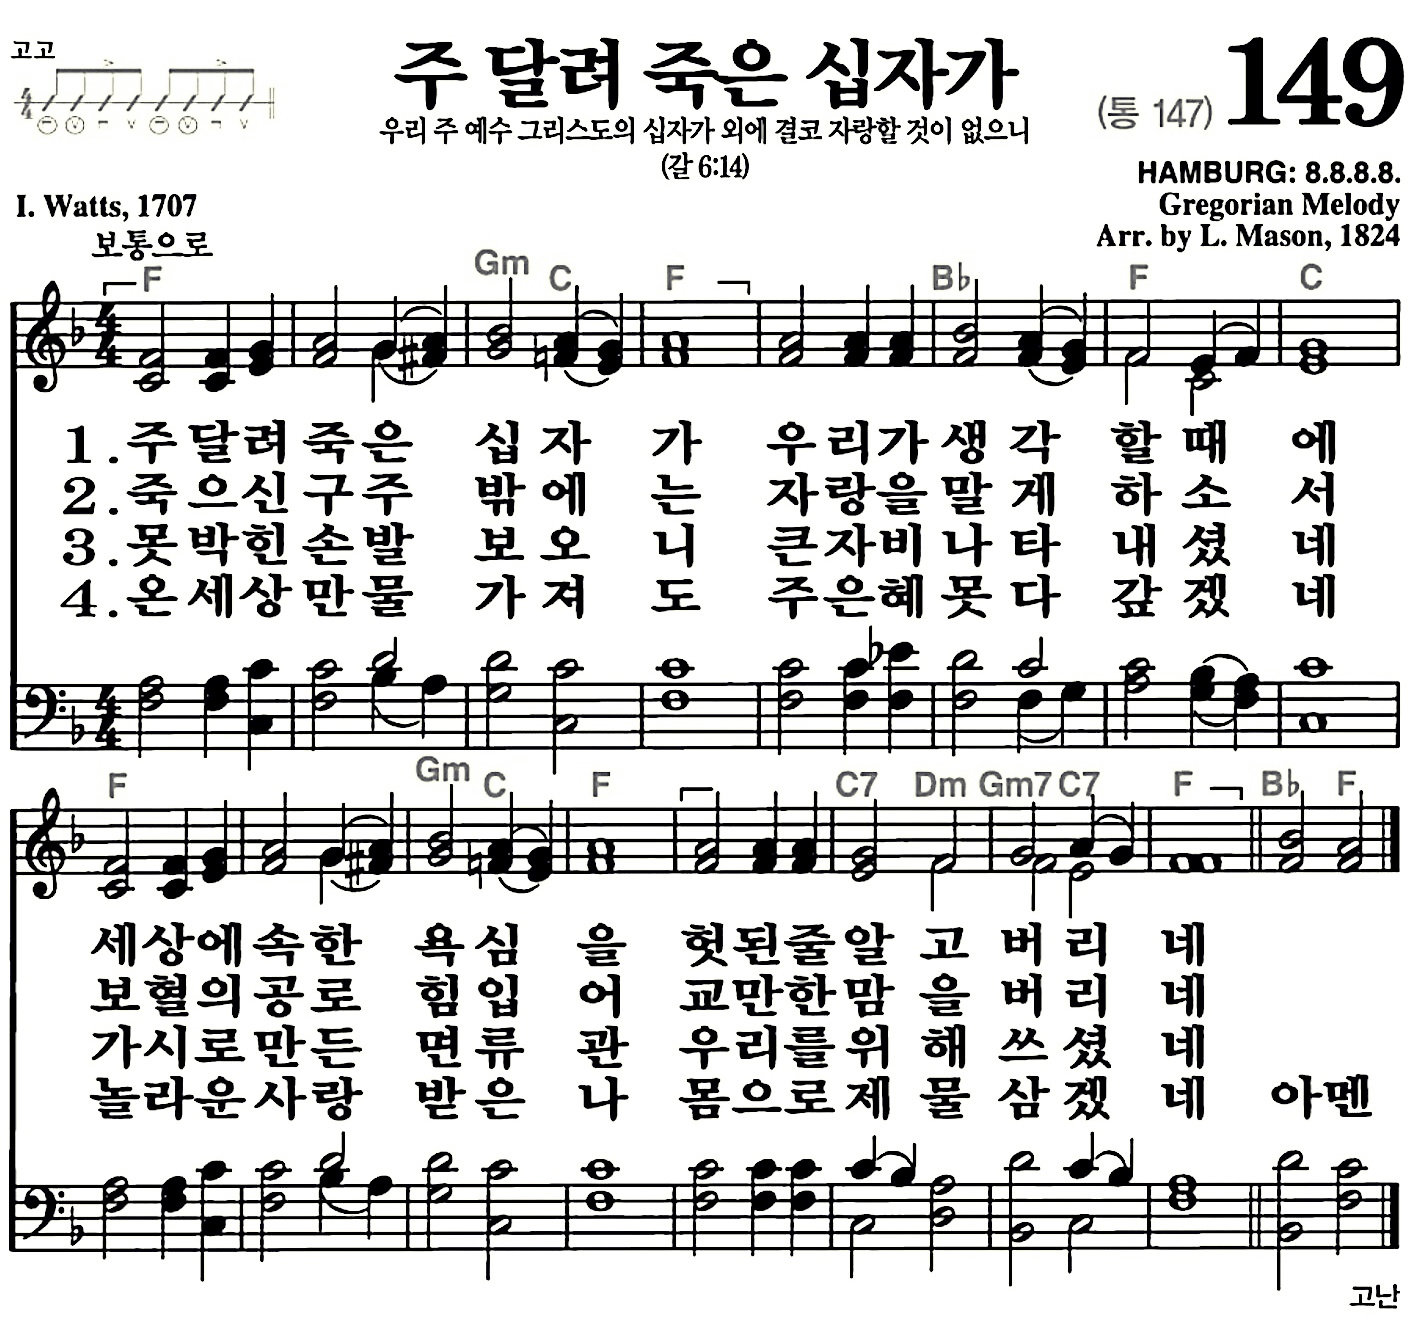 고고
주 달려 죽은 십자가
(통 147) 149
우리 주 예수 그리스도의 십자가 외에 결코 자랑할 것이 없으니
(갈 6:14)
HAMBURG: 8.8.8.8.
I. Watts, 1707
Gregorian Melody
보통으로
Arr. by L. Mason, 1824
F Gm C F B♭ F C
1.주달려죽은 십자가 우리가생각 할때에
2.죽으신구주 밖에는 자랑을말게 하소서
3.못박힌손발 보오니 큰자비나타 내셨네
4.온세상만물 가져도 주은혜못다 갚겠네
F Gm C F C7 Dm Gm7 C7 F B♭ F
세상에속한 욕심을 헛된줄알고 버리네
보혈의공로 힘입어 교만한맘을 버리네
가시로만든 면류관 우리를위해 쓰셨네
놀라운사랑 받은나 몸으로제물 삼겠네 아멘
고난